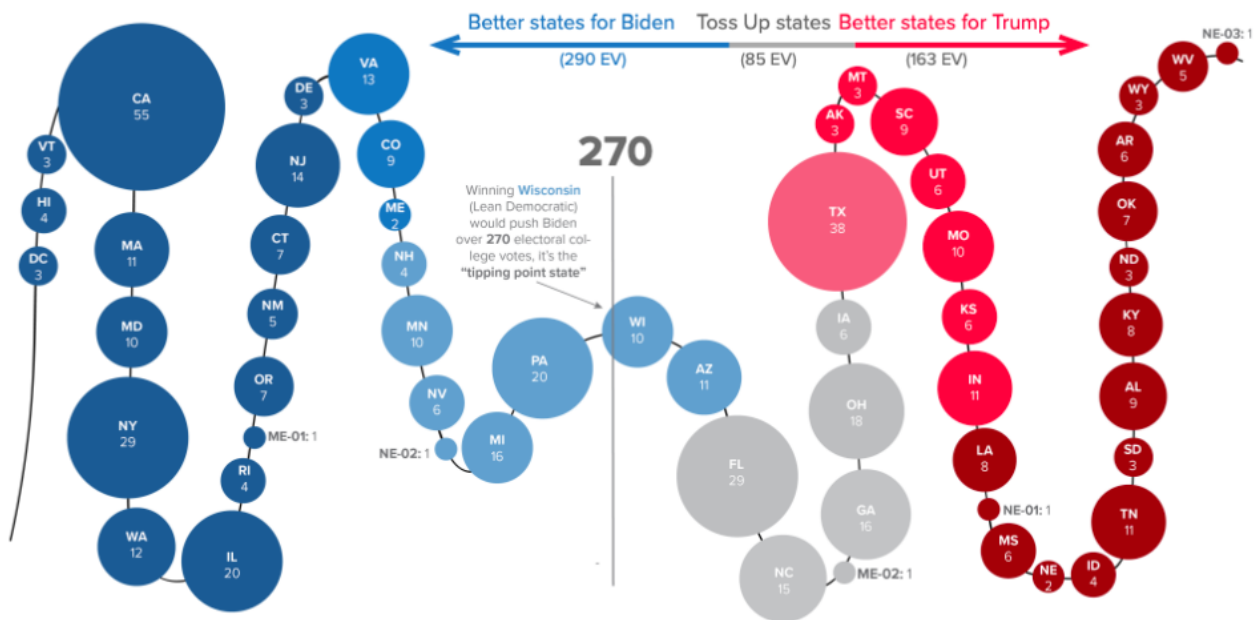 Better states for Biden
Toss Up states
Better states for Trump
(290 EV)
(85 EV)
(163 EV)
270
Winning Wisconsin
(Lean Democratic)
would push Biden
over 270 electoral col-
lege votes, it's the
"tipping point state"
DC
3
HI
4
VT
3
CA
55
MA
11
MD
10
NY
29
WA
12
IL
20
RI
4
ME-01: 1
OR
7
NM
5
CT
7
NJ
14
DE
3
VA
13
CO
9
ME
2
NH
4
MN
10
NV
6
NE-02: 1
MI
16
PA
20
WI
10
AZ
11
FL
29
NC
15
ME-02: 1
GA
16
OH
18
IA
6
TX
38
AK
3
MT
3
SC
9
UT
6
MO
10
KS
6
IN
11
LA
8
NE-01: 1
MS
6
NE
2
ID
4
TN
11
SD
3
AL
9
KY
8
ND
3
OK
7
AR
6
WY
3
WV
5
NE-03: 1